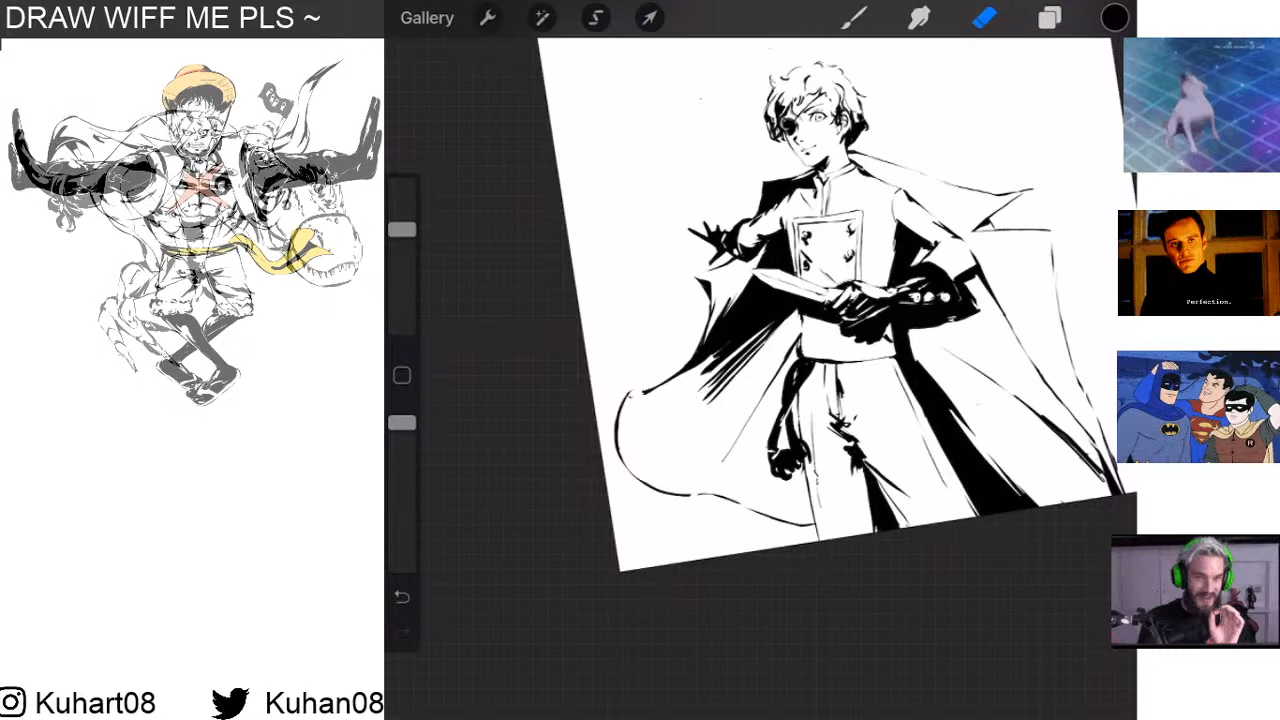 DRAW WIFF ME PLS ~
Gallery
Perfection.
R
Kuhart08
Kuhan08